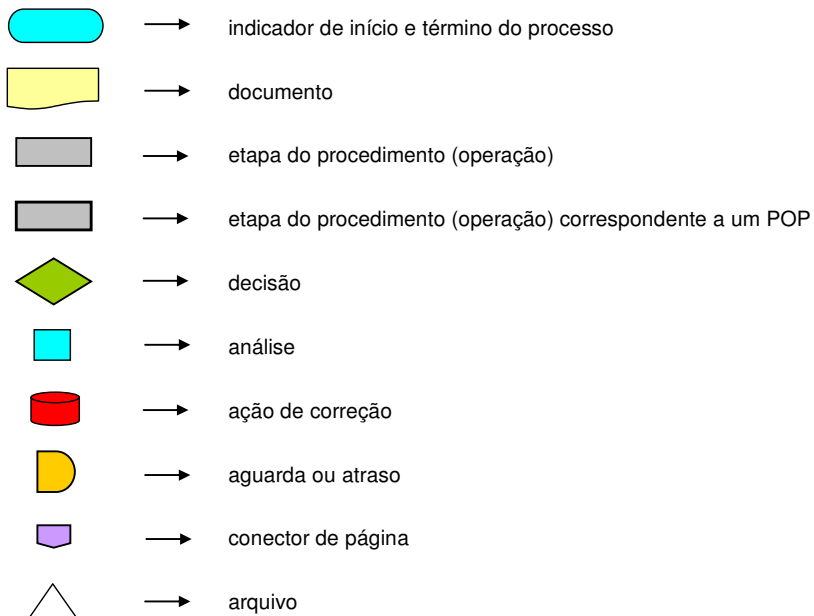 indicador de início e término do processo
documento
etapa do procedimento (operação)
etapa do procedimento (operação) correspondente a um POP
decisão
análise
ação de correção
aguarda ou atraso
conector de página
arquivo